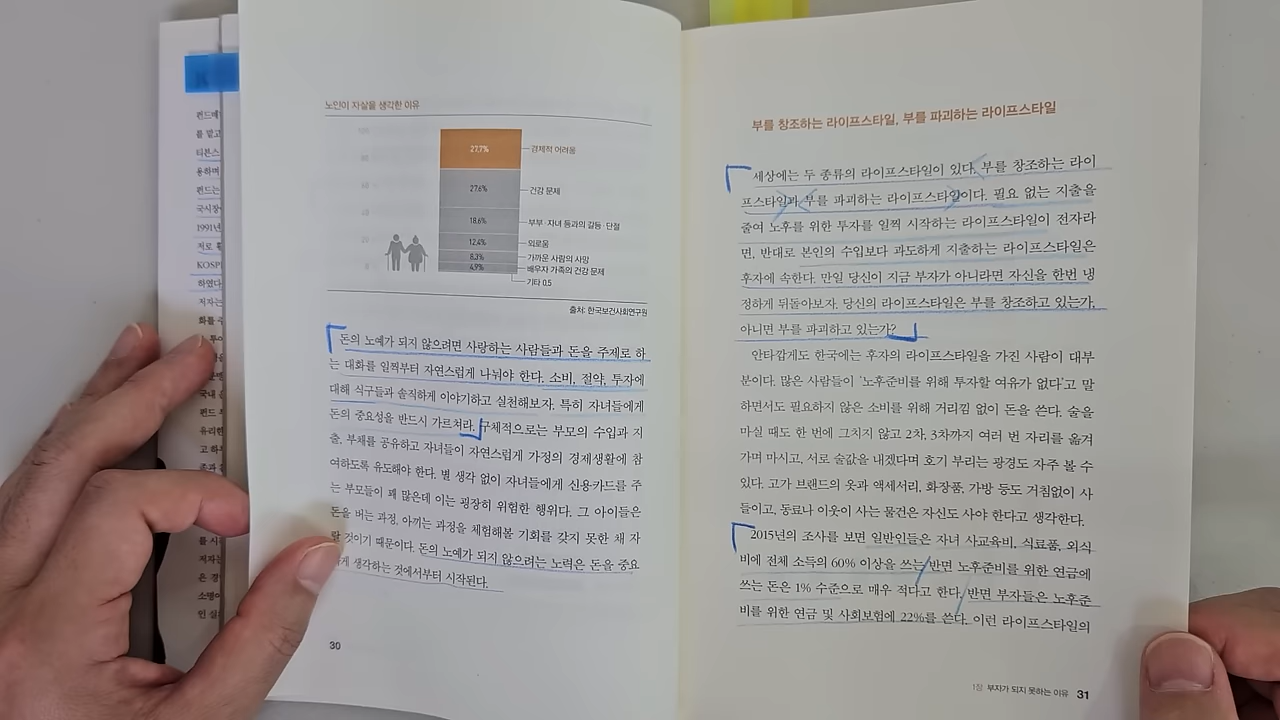 펀드매
를 맡고
티븐스
용하며
펀드는
국시장
1991년
저로 활
KOSPI
하였다
저자는
노인이 자살을 생각한 이유
100
80
60
40
20
0
27.7%
경제적 어려움
27.6%
건강 문제
18.6%
부부·자녀 등과의 갈등·단절
12.4%
외로움
8.3%
가까운 사람의 사망
4.9%
배우자 가족의 건강 문제
기타 0.5
출처: 한국보건사회연구원
돈의 노예가 되지 않으려면 사랑하는 사람들과 돈을 주제로 하
는 대화를 일찍부터 자연스럽게 나눠야 한다. 소비, 절약, 투자에
대해 식구들과 솔직하게 이야기하고 실천해보자. 특히 자녀들에게
돈의 중요성을 반드시 가르쳐라. 구체적으로는 부모의 수입과 지
출, 부채를 공유하고 자녀들이 자연스럽게 가정의 경제생활에 참
여하도록 유도해야 한다. 별 생각 없이 자녀들에게 신용카드를 주
는 부모들이 꽤 많은데 이는 굉장히 위험한 행위다. 그 아이들은
돈을 버는 과정, 아끼는 과정을 체험해볼 기회를 갖지 못한 채 자
랄 것이기 때문이다. 돈의 노예가 되지 않으려는 노력은 돈을 중요
하게 생각하는 것에서부터 시작된다.
30
부를 창조하는 라이프스타일, 부를 파괴하는 라이프스타일
세상에는 두 종류의 라이프스타일이 있다. 부를 창조하는 라이
프스타일과 부를 파괴하는 라이프스타일이다. 필요 없는 지출을
줄여 노후를 위한 투자를 일찍 시작하는 라이프스타일이 전자라
면, 반대로 본인의 수입보다 과도하게 지출하는 라이프스타일은
후자에 속한다. 만일 당신이 지금 부자가 아니라면 자신을 한번 냉
정하게 뒤돌아보자. 당신의 라이프스타일은 부를 창조하고 있는가,
아니면 부를 파괴하고 있는가?
안타깝게도 한국에는 후자의 라이프스타일을 가진 사람이 대부
분이다. 많은 사람들이 '노후준비를 위해 투자할 여유가 없다'고 말
하면서도 필요하지 않은 소비를 위해 거리낌 없이 돈을 쓴다. 술을
마실 때도 한 번에 그치지 않고 2차, 3차까지 여러 번 자리를 옮겨
가며 마시고, 서로 술값을 내겠다며 호기 부리는 광경도 자주 볼 수
있다. 고가 브랜드의 옷과 액세서리, 화장품, 가방 등도 거침없이 사
들이고, 동료나 이웃이 사는 물건은 자신도 사야 한다고 생각한다.
2015년의 조사를 보면 일반인들은 자녀 사교육비, 식료품, 외식
비에 전체 소득의 60% 이상을 쓰는 반면 노후준비를 위한 연금에
쓰는 돈은 1% 수준으로 매우 적다고 한다. 반면 부자들은 노후준
비를 위한 연금 및 사회보험에 22%를 쓴다. 이런 라이프스타일의
1장 부자가 되지 못하는 이유 31